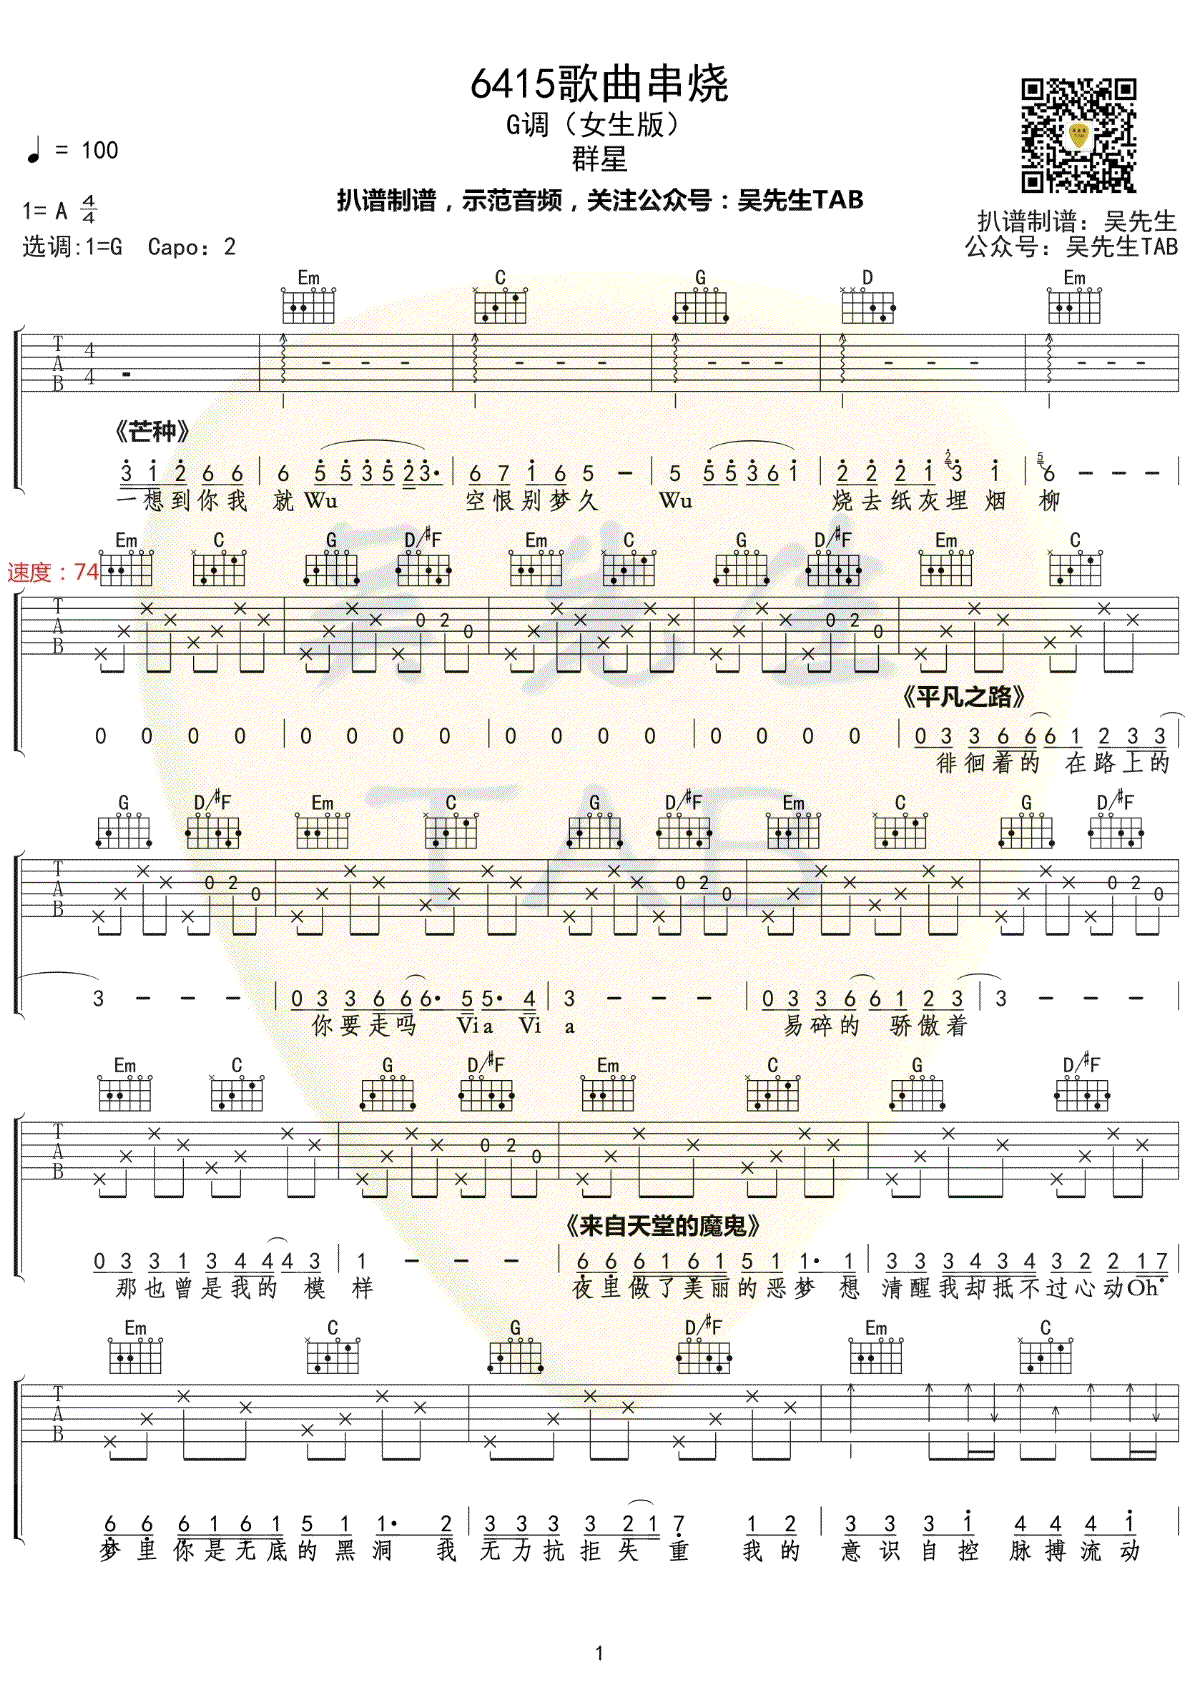 6415歌曲串烧
G调（女生版）
♩ = 100
群星
扒谱制谱，示范音频，关注公众号：吴先生TAB
1= A 4/4
扒谱制谱：吴先生
选调:1=G Capo：2
公众号：吴先生TAB
Em C G D Em
T A B 4 4
《芒种》
3 1 2 6 6 | 6 5 5 3 5 2 3· | 6 7 1 6 5 - | 5 5 5 3 6 1 | 2 2 2 1 2 3 1 | 5 6 - - -
一想到你我 就Wu 空恨别梦久 Wu 烧去纸灰埋烟 柳
Em C G D/#F Em C G D/#F Em C
速度：74
T A B 0 2 0 0 2 0
《平凡之路》
0 0 0 0 | 0 0 0 0 | 0 0 0 0 | 0 0 0 0 | 0 3 3 6 6 6 1 2 3 3
徘徊着的 在路上的
G D/#F Em C G D/#F Em C G D/#F
T A B 0 2 0 0 2 0 0 2 0
3 - - - | 0 3 3 6 6 6· 5 5· 4 | 3 - - - | 0 3 3 6 6 1 2 3 | 3 - - -
你要走吗 Via Vi a 易碎的 骄傲着
Em C G D/#F Em C G D/#F
T A B 0 2 0
《来自天堂的魔鬼》
0 3 3 1 3 4 4 4 3 | 1 - - - | 6 6 6 1 6 1 5 1 1· 1 | 3 3 3 4 3 4 3 2 2 1 7
那也曾是我的 模 样 夜里做了美丽的恶梦 想 清醒我却抵不过心动Oh
Em C G D/#F Em C
T A B
6 6 6 1 6 1 5 1 1· 2 | 3 3 3 3 2 1 7 1 2 | 3 3 3 1 4 4 4 1
梦里你是无底的黑洞 我 无力抗拒失重 我的 意识自控 脉搏流动
1